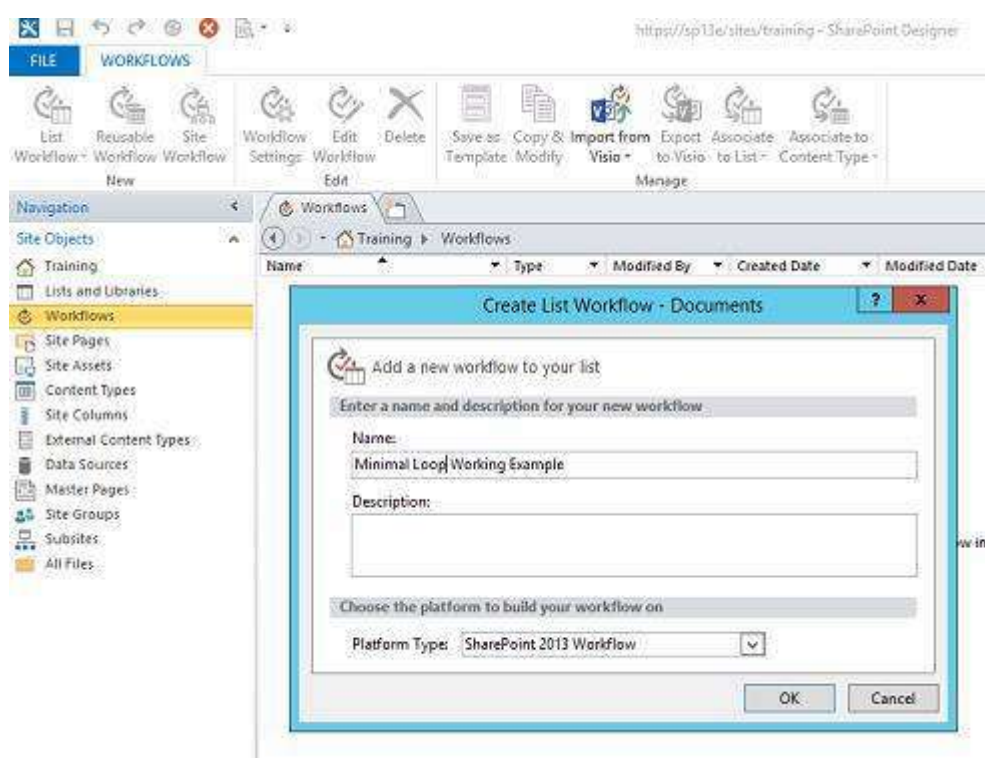 https://sp13e/sites/training - SharePoint Designer
FILE WORKFLOWS
List Workflow Reusable Workflow Site Workflow Workflow Settings Edit Workflow Delete Save as Template Copy & Modify Import from Visio Export to Visio Associate to List Associate to Content Type
New Edit Manage
Navigation
Workflows
Site Objects
Training Workflows
Training
Name Type Modified By Created Date Modified Date
Lists and Libraries
Workflows
Site Pages
Site Assets
Content Types
Site Columns
External Content Types
Data Sources
Master Pages
Site Groups
Subsites
All Files
Create List Workflow - Documents
Add a new workflow to your list
Enter a name and description for your new workflow
Name:
Minimal Loop Working Example
Description:
Choose the platform to build your workflow on
Platform Type: SharePoint 2013 Workflow
OK Cancel